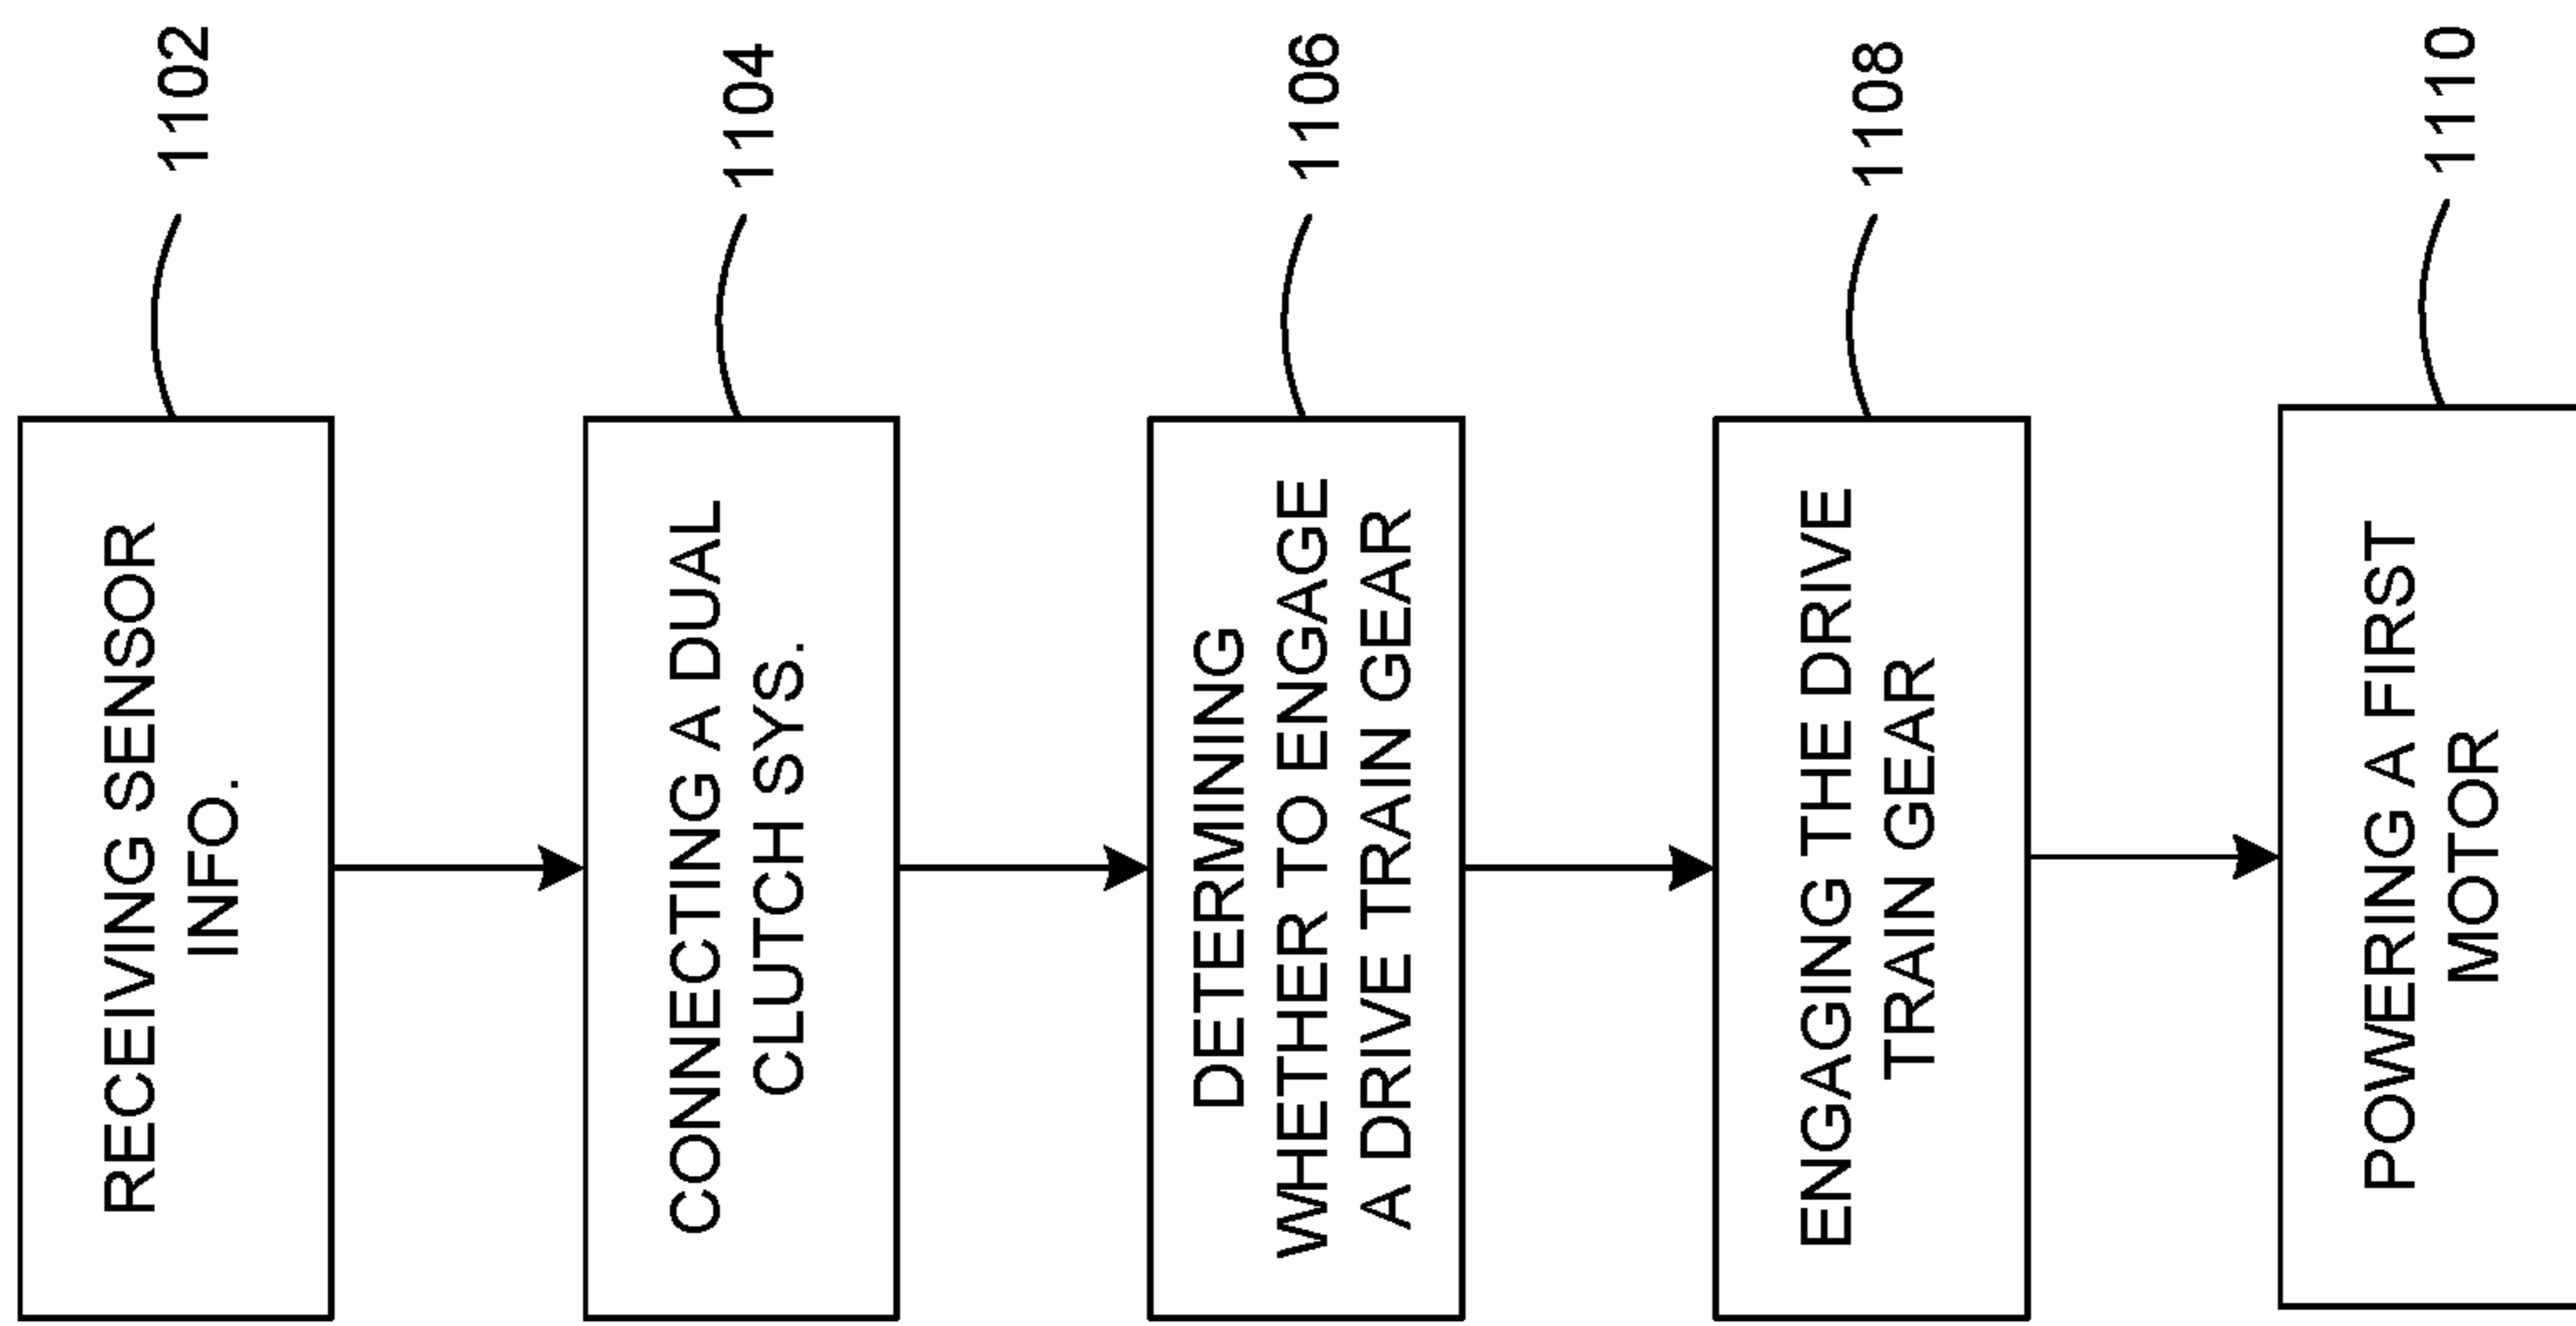 RECEIVING SENSOR
INFO.
1102
CONNECTING A DUAL
CLUTCH SYS.
1104
DETERMINING
WHETHER TO ENGAGE
A DRIVE TRAIN GEAR
1106
ENGAGING THE DRIVE
TRAIN GEAR
1108
POWERING A FIRST
MOTOR
1110